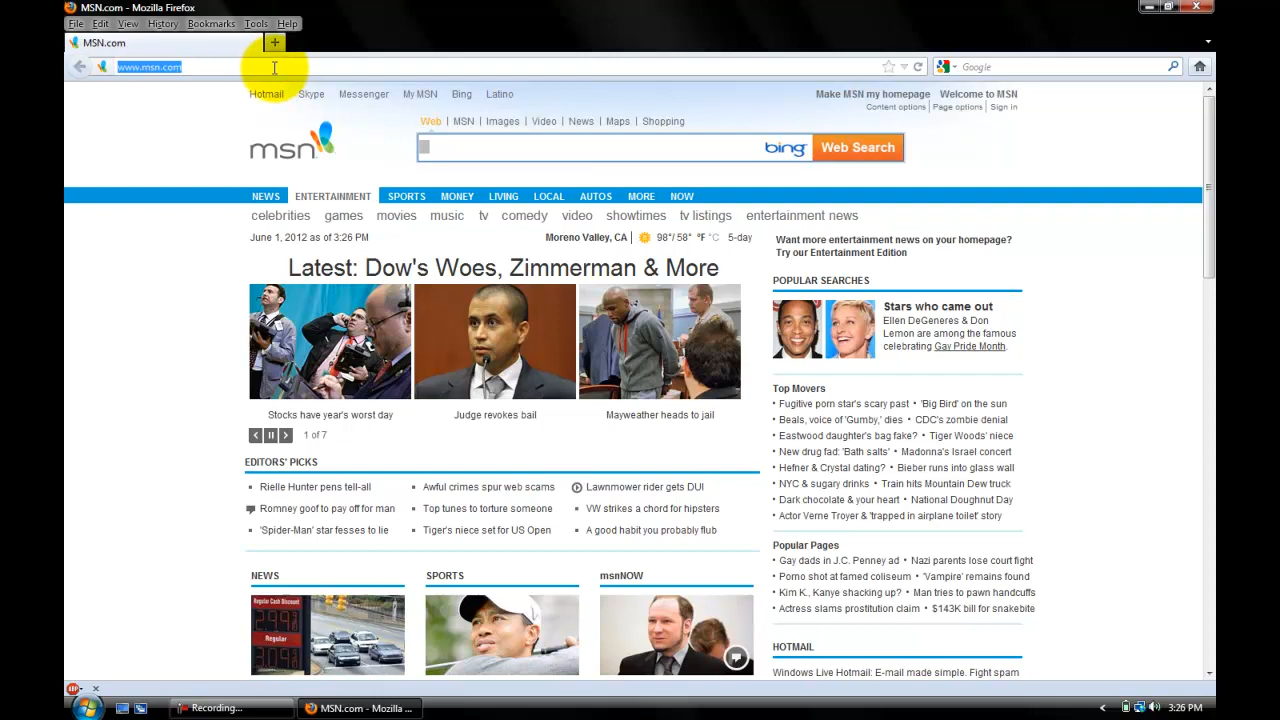 MSN.com - Mozilla Firefox
File Edit View History Bookmarks Tools Help
MSN.com
www.msn.com
Google
Hotmail Skype Messenger My MSN Bing Latino
Make MSN my homepage Welcome to MSN
Content options Page options Sign in
Web MSN Images Video News Maps Shopping
msn
bing Web Search
NEWS ENTERTAINMENT SPORTS MONEY LIVING LOCAL AUTOS MORE NOW
celebrities games movies music tv comedy video showtimes tv listings entertainment news
June 1, 2012 as of 3:26 PM
Moreno Valley, CA 98°/ 58° °F °C 5-day
Latest: Dow's Woes, Zimmerman & More
Stocks have year's worst day
Judge revokes bail
Mayweather heads to jail
1 of 7
EDITORS' PICKS
Rielle Hunter pens tell-all
Awful crimes spur web scams
Lawnmower rider gets DUI
Romney goof to pay off for man
Top tunes to torture someone
VW strikes a chord for hipsters
'Spider-Man' star fesses to lie
Tiger's niece set for US Open
A good habit you probably flub
NEWS
SPORTS
msnNOW
Regular Cash Discount
299
Regular
309
Want more entertainment news on your homepage?
Try our Entertainment Edition
POPULAR SEARCHES
Stars who came out
Ellen DeGeneres & Don
Lemon are among the famous
celebrating Gay Pride Month.
Top Movers
Fugitive porn star's scary past • 'Big Bird' on the sun
Beals, voice of 'Gumby,' dies • CDC's zombie denial
Eastwood daughter's bag fake? • Tiger Woods' niece
New drug fad: 'Bath salts' • Madonna's Israel concert
Hefner & Crystal dating? • Bieber runs into glass wall
NYC & sugary drinks • Train hits Mountain Dew truck
Dark chocolate & your heart • National Doughnut Day
Actor Verne Troyer & 'trapped in airplane toilet' story
Popular Pages
Gay dads in J.C. Penney ad • Nazi parents lose court fight
Porno shot at famed coliseum • 'Vampire' remains found
Kim K., Kanye shacking up? • Man tries to pawn handcuffs
Actress slams prostitution claim • $143K bill for snakebite
HOTMAIL
Windows Live Hotmail: E-mail made simple. Fight spam
Recording...
MSN.com - Mozilla ...
3:26 PM